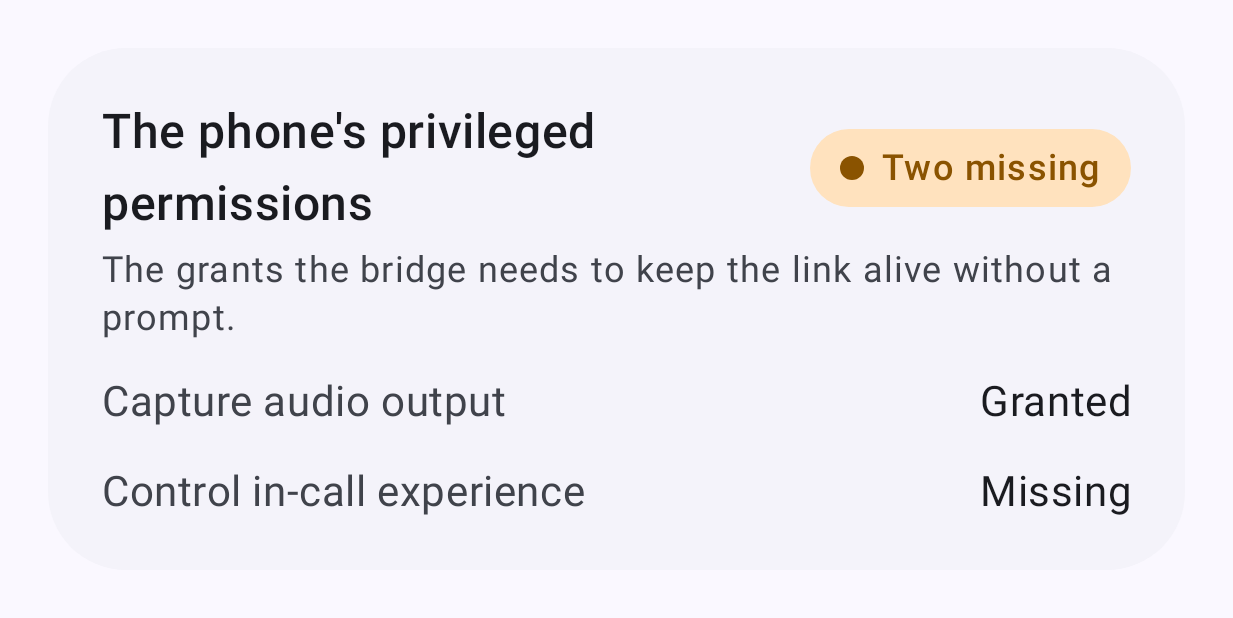 The phone's privileged
permissions
Two missing
The grants the bridge needs to keep the link alive without a
prompt.
Capture audio output Granted
Control in-call experience Missing